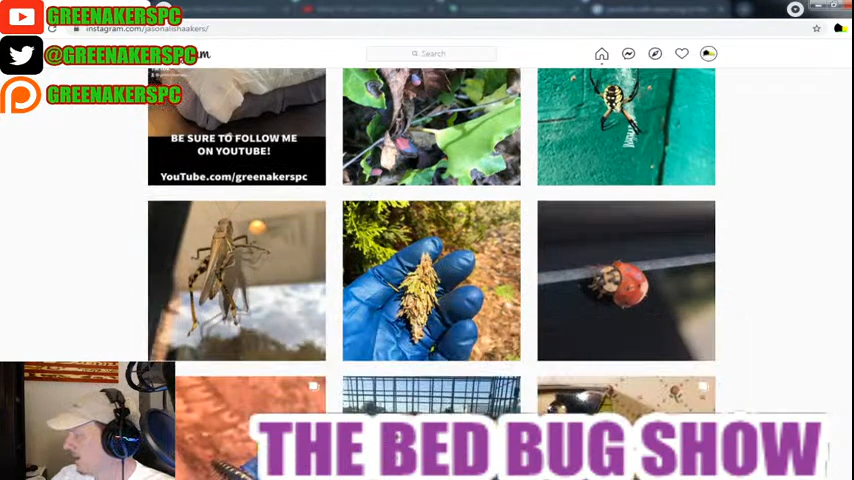 GREENAKERSPC
@GREENAKERSPC
GREENAKERSPC
instagram.com/jasonalishaakers/
Search
BE SURE TO FOLLOW ME
ON YOUTUBE!
YouTube.com/greenakerspc
THE BED BUG SHOW